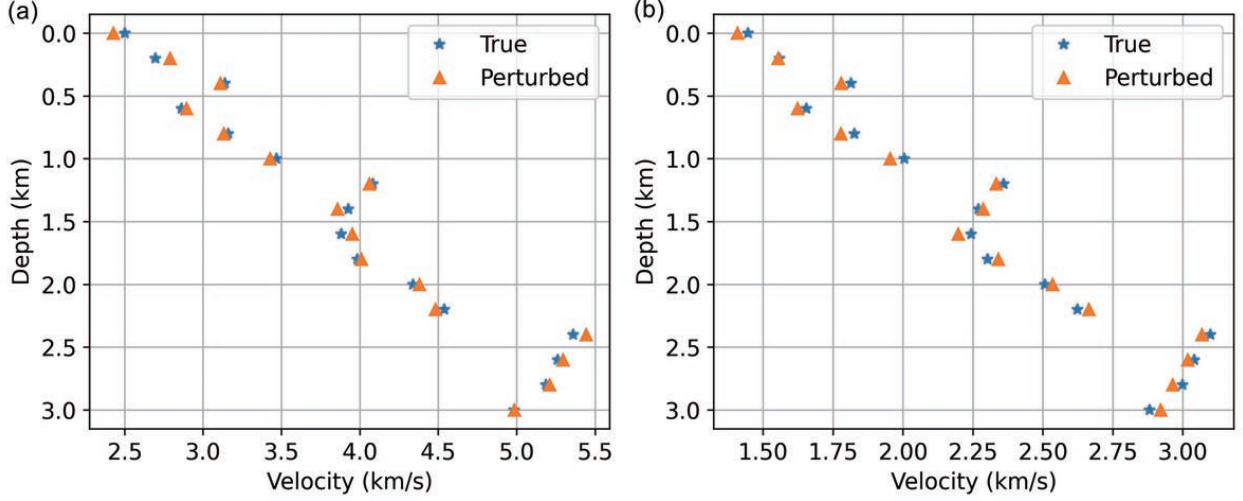 (a)
True
Perturbed
0.0
0.5
1.0
1.5
2.0
2.5
3.0
Depth (km)
2.5 3.0 3.5 4.0 4.5 5.0 5.5
Velocity (km/s)
(b)
True
Perturbed
0.0
0.5
1.0
1.5
2.0
2.5
3.0
Depth (km)
1.50 1.75 2.00 2.25 2.50 2.75 3.00
Velocity (km/s)